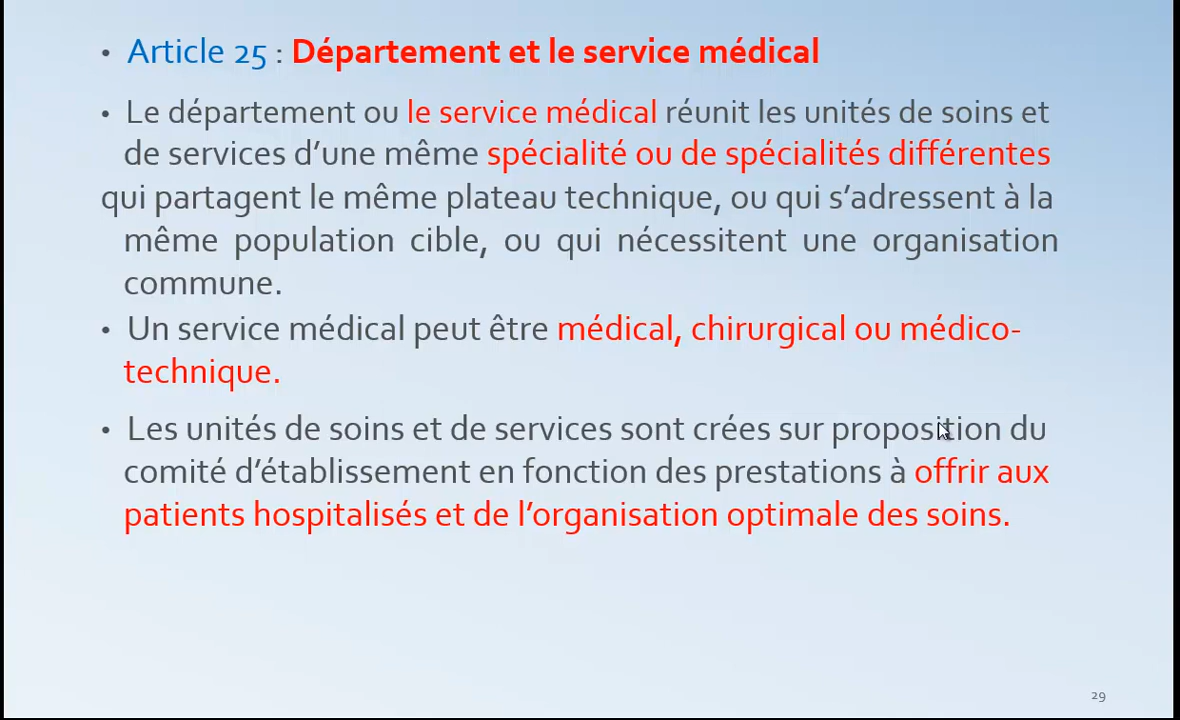 • Article 25 : Département et le service médical
• Le département ou le service médical réunit les unités de soins et
de services d’une même spécialité ou de spécialités différentes
qui partagent le même plateau technique, ou qui s’adressent à la
même population cible, ou qui nécessitent une organisation
commune.
• Un service médical peut être médical, chirurgical ou médico-
technique.
• Les unités de soins et de services sont crées sur proposition du
comité d’établissement en fonction des prestations à offrir aux
patients hospitalisés et de l’organisation optimale des soins.
29